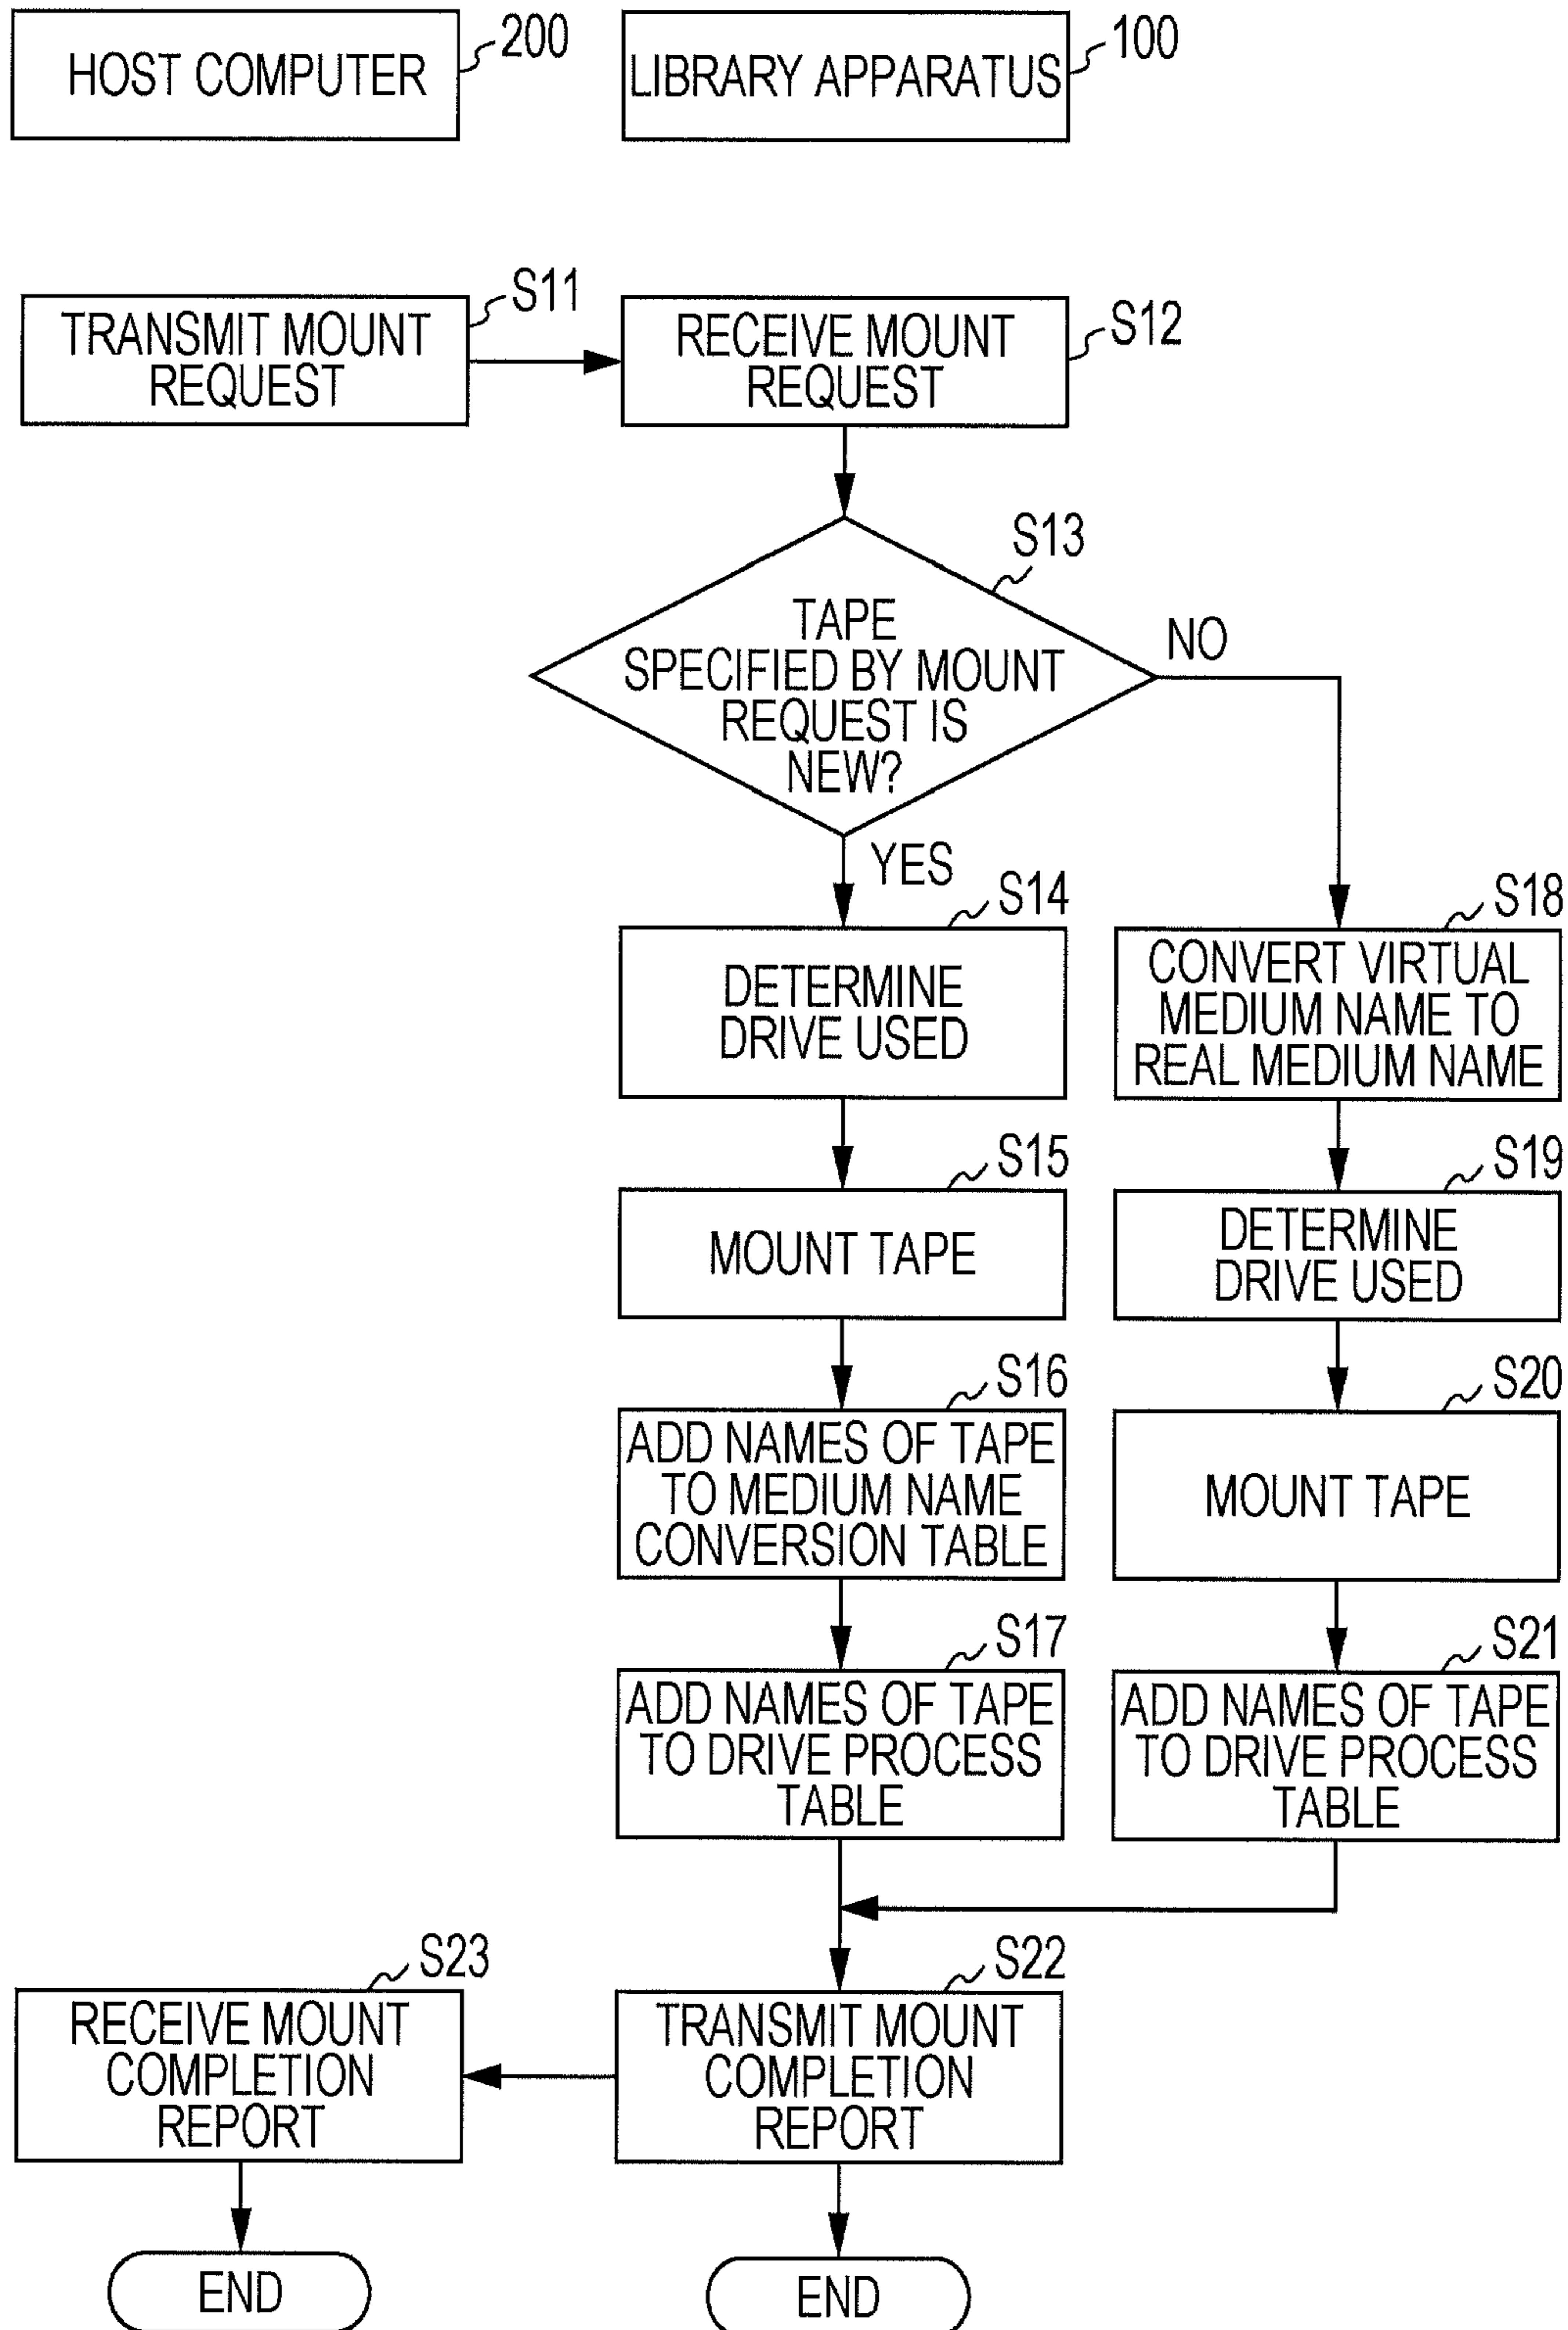 HOST COMPUTER
200
LIBRARY APPARATUS
100
S11
TRANSMIT MOUNT
REQUEST
S12
RECEIVE MOUNT
REQUEST
S13
TAPE
SPECIFIED BY MOUNT
REQUEST IS
NEW?
NO
YES
S14
DETERMINE
DRIVE USED
S18
CONVERT VIRTUAL
MEDIUM NAME TO
REAL MEDIUM NAME
S15
MOUNT TAPE
S19
DETERMINE
DRIVE USED
S16
ADD NAMES OF TAPE
TO MEDIUM NAME
CONVERSION TABLE
S20
MOUNT TAPE
S17
ADD NAMES OF TAPE
TO DRIVE PROCESS
TABLE
S21
ADD NAMES OF TAPE
TO DRIVE PROCESS
TABLE
S23
RECEIVE MOUNT
COMPLETION
REPORT
S22
TRANSMIT MOUNT
COMPLETION
REPORT
END
END